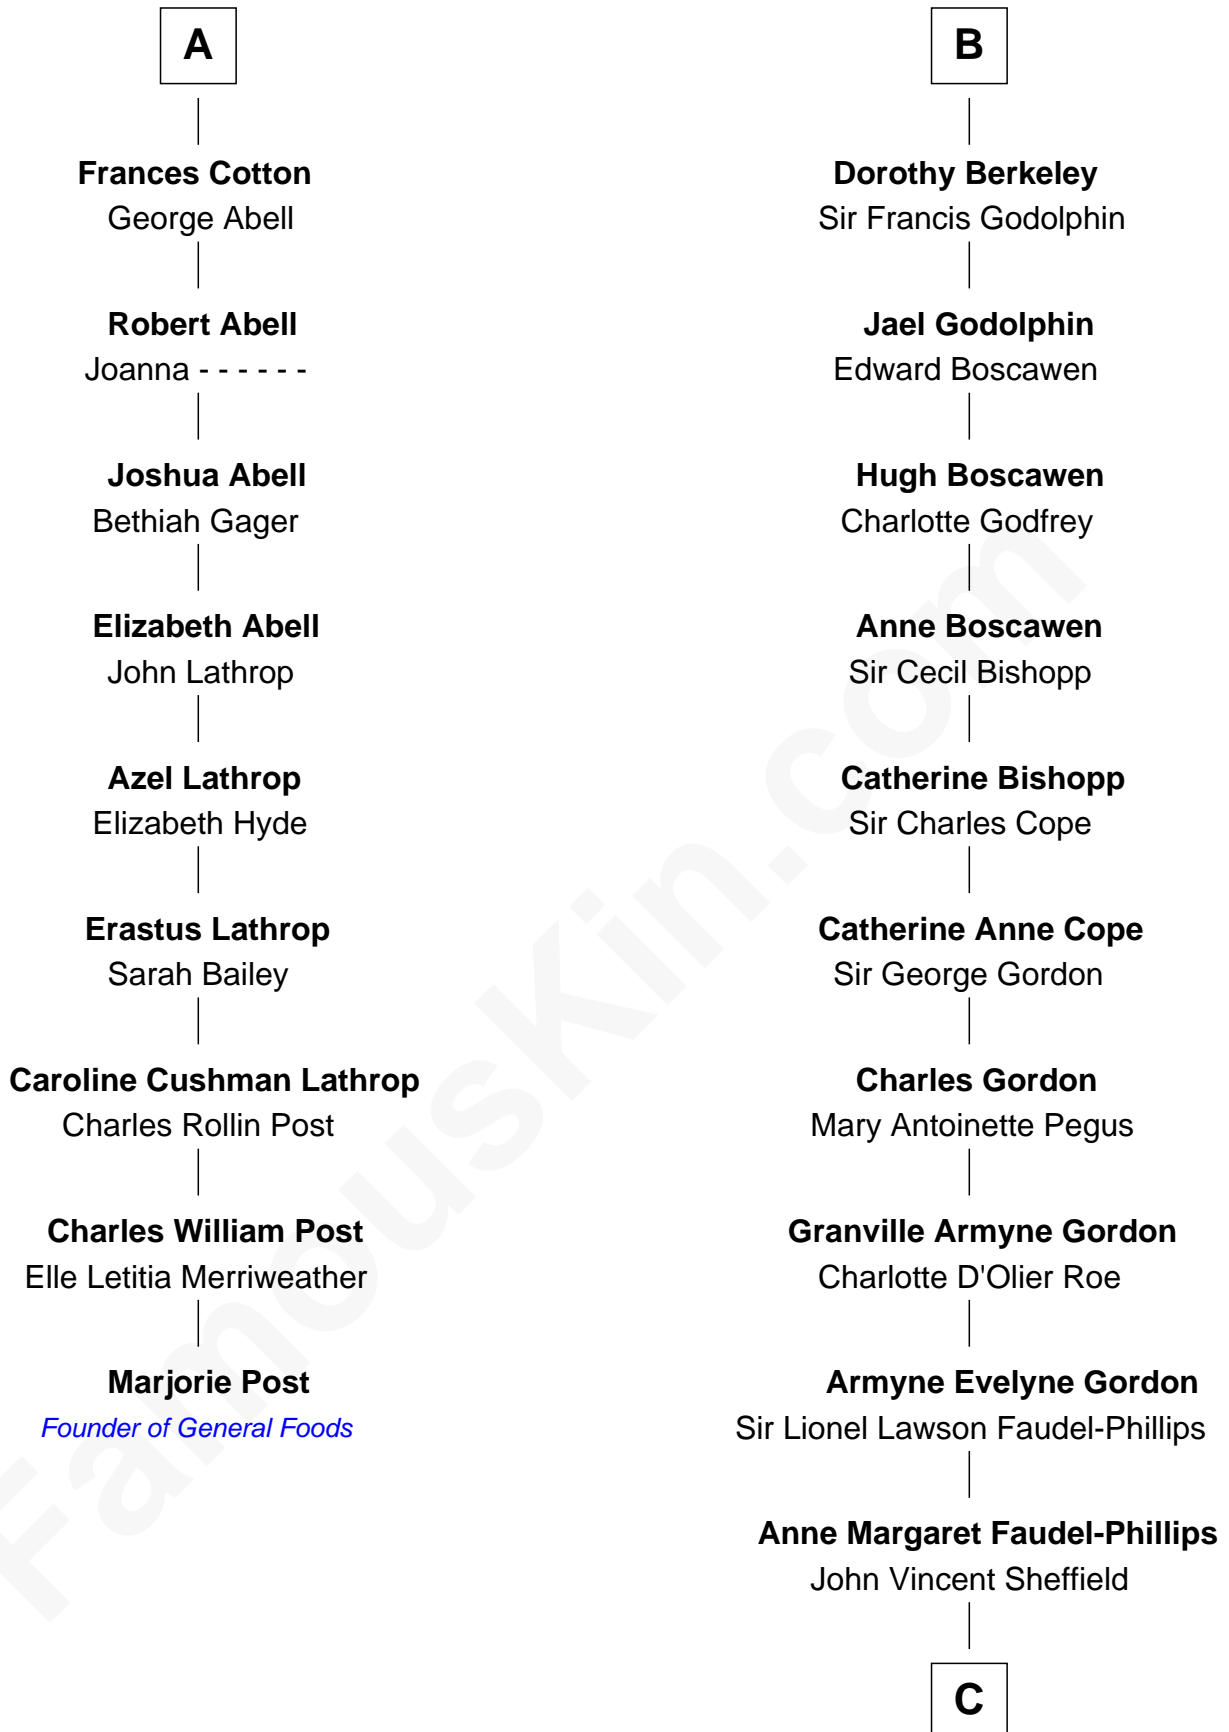 A
Frances Cotton
George Abell
Robert Abell
Joanna - - - - - -
Joshua Abell
Bethiah Gager
Elizabeth Abell
John Lathrop
Azel Lathrop
Elizabeth Hyde
Erastus Lathrop
Sarah Bailey
Caroline Cushman Lathrop
Charles Rollin Post
Charles William Post
Elle Letitia Merriweather
Marjorie Post
Founder of General Foods
B
Dorothy Berkeley
Sir Francis Godolphin
Jael Godolphin
Edward Boscawen
Hugh Boscawen
Charlotte Godfrey
Anne Boscawen
Sir Cecil Bishopp
Catherine Bishopp
Sir Charles Cope
Catherine Anne Cope
Sir George Gordon
Charles Gordon
Mary Antoinette Pegus
Granville Armyne Gordon
Charlotte D'Olier Roe
Armyne Evelyne Gordon
Sir Lionel Lawson Faudel-Phillips
Anne Margaret Faudel-Phillips
John Vincent Sheffield
C
FamousKin.com